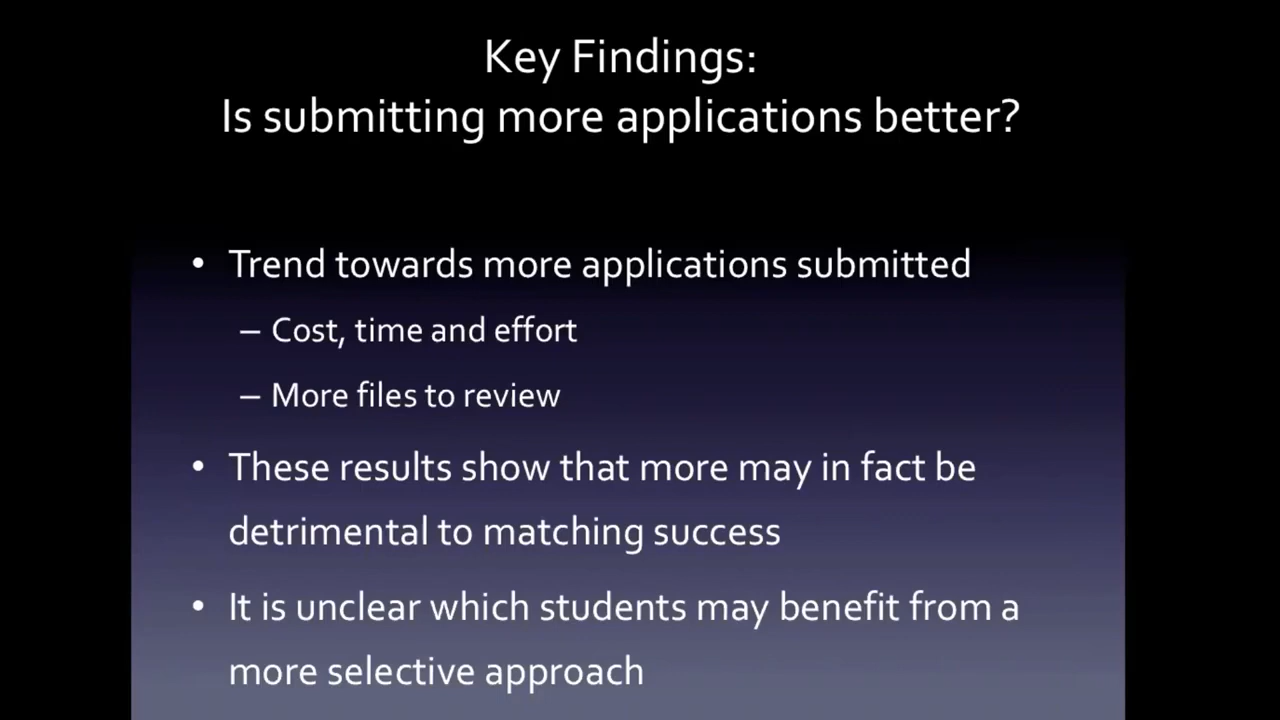 Key Findings:
Is submitting more applications better?
• Trend towards more applications submitted
– Cost, time and effort
– More files to review
• These results show that more may in fact be
detrimental to matching success
• It is unclear which students may benefit from a
more selective approach